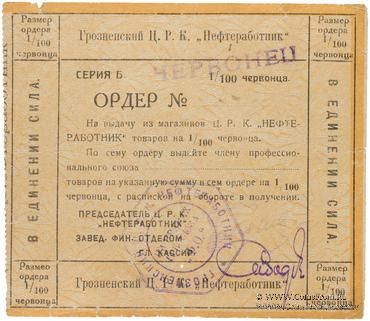 Размер
ордера
1/100
червонца.
Грозненский Ц. Р. К. „Нефтеработник"
Размер
ордера
1/100
червонца
В ЕДИНЕНИИ СИЛА.
СЕРИЯ Б.
ЧЕРВОНЕЦ
1/100 червонца.
ОРДЕР №
На выдачу из магазинов Ц. Р. К. „НЕФТЕ-
РАБОТНИК" товаров на 1/100 червонца.
По сему ордеру выдайте члену профессио-
нального союза
товаров на указанную сумму в сем ордере на 1/100
червонца, с распиской на обороте в получении.
ПРЕДСЕДАТЕЛЬ Ц. Р. К.
„НЕФТЕРАБОТНИК"
ЗАВЕД. ФИН. ОТДЕЛОМ
ГЛ. КАССИР
В ЕДИНЕНИИ СИЛА.
Размер
ордера
1/100
червонца.
Грозненский Ц. Р. К. „Нефтеработник"
Размер
ордера
1/100
червонца.